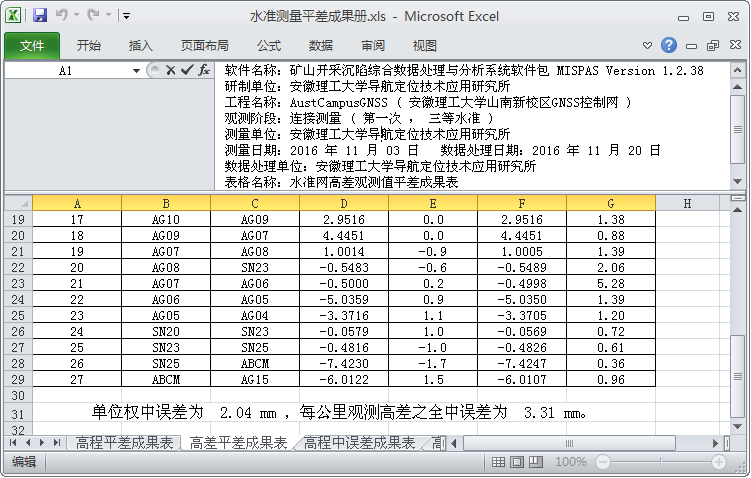 水准测量平差成果册.xls - Microsoft Excel
文件 开始 插入 页面布局 公式 数据 审阅 视图
A1 fx
软件名称: 矿山开采沉陷综合数据处理与分析系统软件包 MISPAS Version 1.2.38
研制单位: 安徽理工大学导航定位技术应用研究所
工程名称: AustCampusGNSS ( 安徽理工大学山南新校区GNSS控制网 )
观测阶段: 连接测量 ( 第一次 , 三等水准 )
测量单位: 安徽理工大学导航定位技术应用研究所
测量日期: 2016 年 11 月 03 日 数据处理日期: 2016 年 11 月 20 日
数据处理单位: 安徽理工大学导航定位技术应用研究所
表格名称: 水准网高差观测值平差成果表
A B C D E F G H
19 17 AG10 AG09 2.9516 0.0 2.9516 1.38
20 18 AG09 AG07 4.4451 0.0 4.4451 0.88
21 19 AG07 AG08 1.0014 -0.9 1.0005 1.39
22 20 AG08 SN23 -0.5483 -0.6 -0.5489 2.06
23 21 AG07 AG06 -0.5000 0.2 -0.4998 5.28
24 22 AG06 AG05 -5.0359 0.9 -5.0350 1.39
25 23 AG05 AG04 -3.3716 1.1 -3.3705 1.20
26 24 SN20 SN23 -0.0579 1.0 -0.0569 0.72
27 25 SN23 SN25 -0.4816 -1.0 -0.4826 0.61
28 26 SN25 ABCM -7.4230 -1.7 -7.4247 0.36
29 27 ABCM AG15 -6.0122 1.5 -6.0107 0.96
30
31 单位权中误差为 2.04 mm , 每公里观测高差之全中误差为 3.31 mm。
32
高程平差成果表 高差平差成果表 高程中误差成果表
编辑 100%